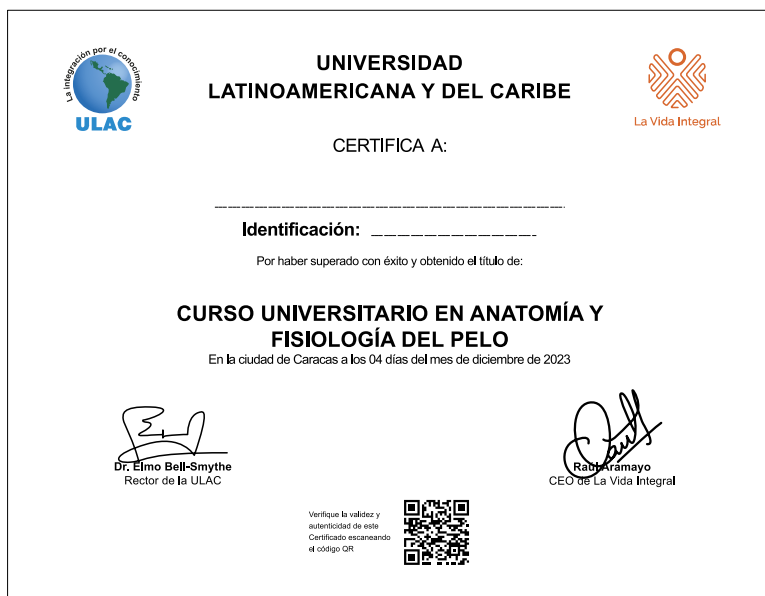 La integración por el conocimiento
ULAC
UNIVERSIDAD
LATINOAMERICANA Y DEL CARIBE
La Vida Integral
CERTIFICA A:
Identificación:
Por haber superado con éxito y obtenido el título de:
CURSO UNIVERSITARIO EN ANATOMÍA Y
FISIOLOGÍA DEL PELO
En la ciudad de Caracas a los 04 días del mes de diciembre de 2023
Dr. Elmo Bell-Smythe
Rector de la ULAC
Raúl Aramayo
CEO de La Vida Integral
Verifique la validez y
autenticidad de este
Certificado escaneando
el código QR